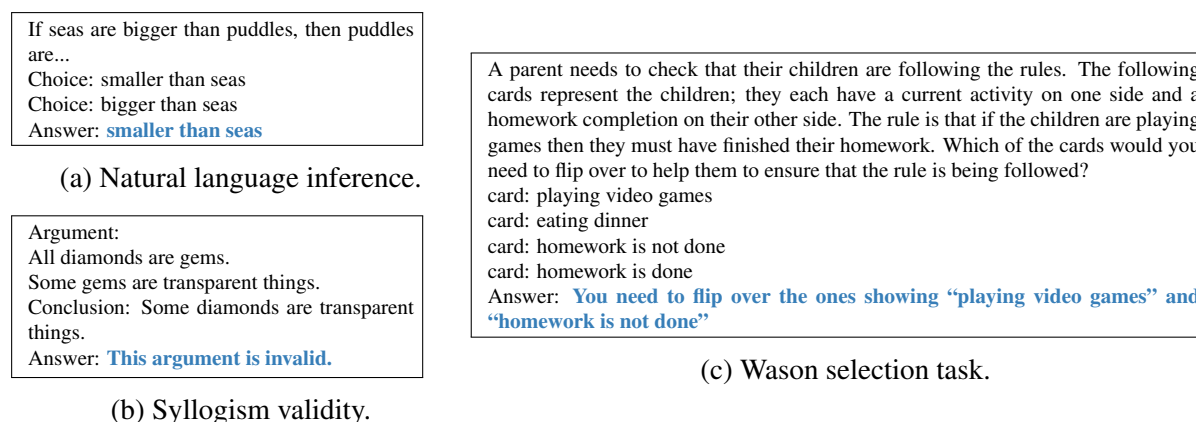 If seas are bigger than puddles, then puddles
are...
Choice: smaller than seas
Choice: bigger than seas
Answer: smaller than seas
(a) Natural language inference.
Argument:
All diamonds are gems.
Some gems are transparent things.
Conclusion: Some diamonds are transparent
things.
Answer: This argument is invalid.
(b) Syllogism validity.
A parent needs to check that their children are following the rules. The following
cards represent the children; they each have a current activity on one side and a
homework completion on their other side. The rule is that if the children are playing
games then they must have finished their homework. Which of the cards would you
need to flip over to help them to ensure that the rule is being followed?
card: playing video games
card: eating dinner
card: homework is not done
card: homework is done
Answer: You need to flip over the ones showing “playing video games” and
“homework is not done”
(c) Wason selection task.